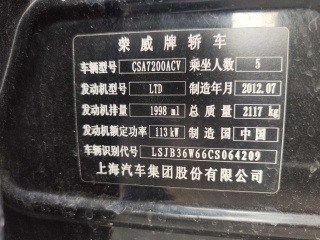 荣威牌轿车
车辆型号 CSA7200ACV 乘坐人数 5
发动机型号 LTD 制造年月 2012.07
发动机排量 1998 ml 总质量 2117 kg
发动机额定功率 113 kW 制造国 中国
车辆识别代号 LSJB36W66CS064209
上海汽车集团股份有限公司